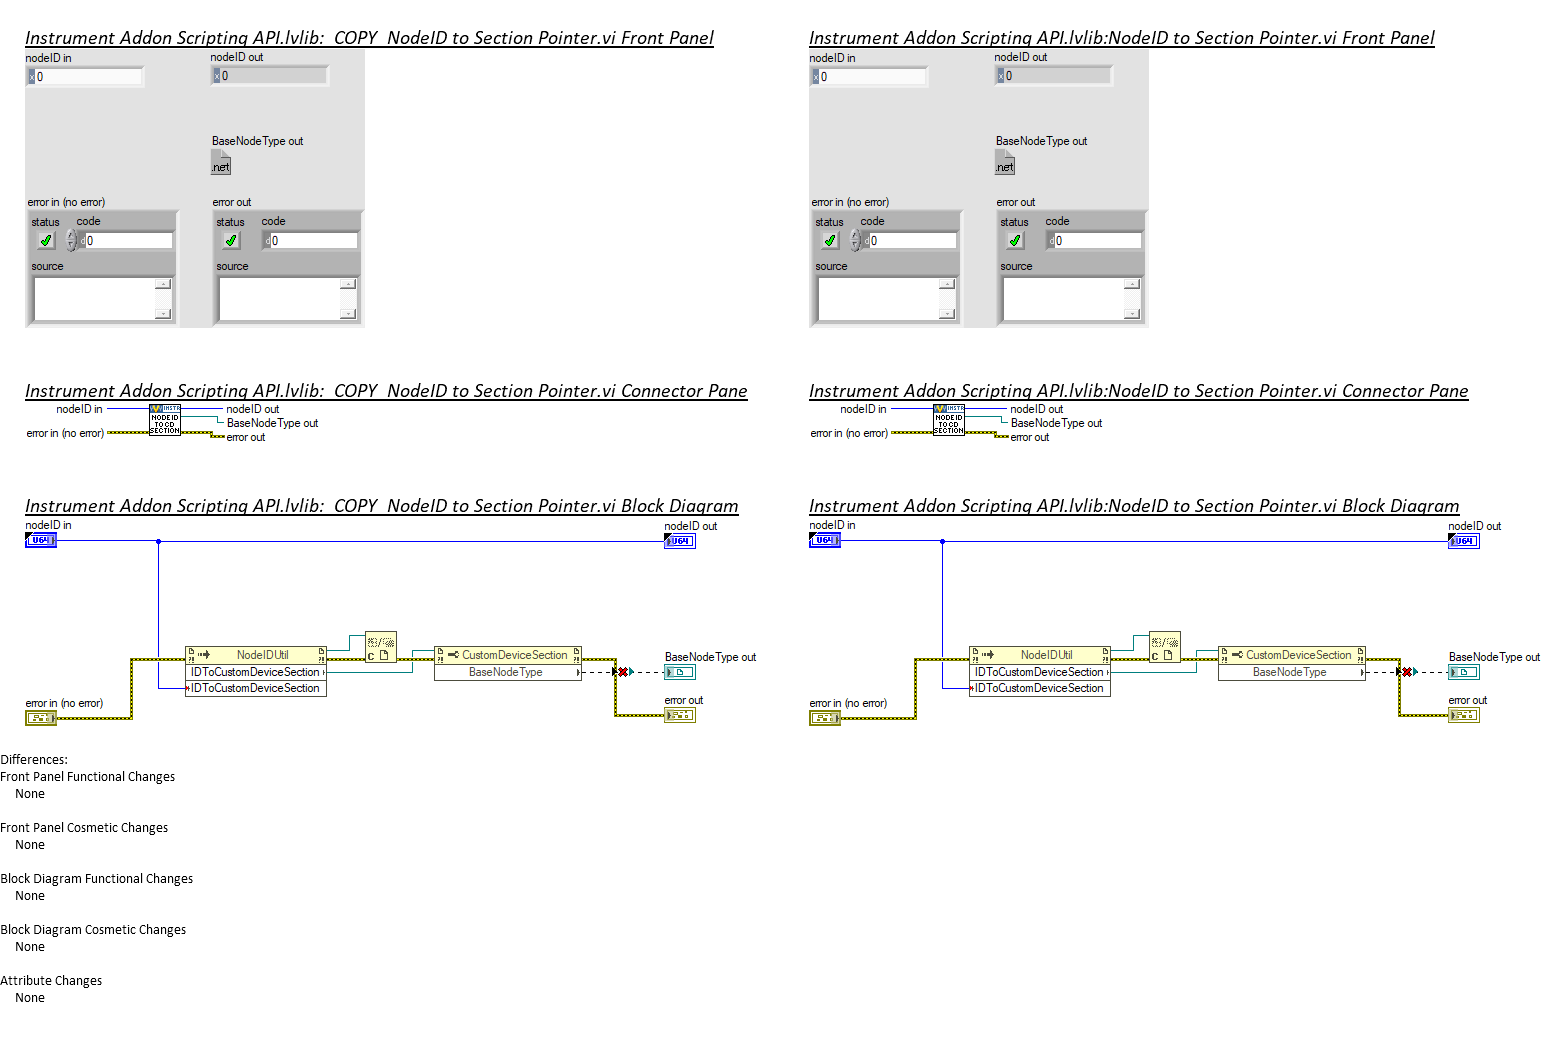 Instrument Addon Scripting API.lvlib:  COPY  NodeID to Section Pointer.vi Front Panel
nodeID in
nodeID out
x 0
x 0
BaseNodeType out
.net
error in (no error)
error out
status
code
status
code
d 0
d 0
source
source
Instrument Addon Scripting API.lvlib:NodeID to Section Pointer.vi Front Panel
nodeID in
nodeID out
x 0
x 0
BaseNodeType out
.net
error in (no error)
error out
status
code
status
code
d 0
d 0
source
source
Instrument Addon Scripting API.lvlib:  COPY  NodeID to Section Pointer.vi Connector Pane
nodeID in
INSTR
NODE ID
TO CD
SECTION
nodeID out
BaseNodeType out
error in (no error)
error out
Instrument Addon Scripting API.lvlib:NodeID to Section Pointer.vi Connector Pane
nodeID in
INSTR
NODE ID
TO CD
SECTION
nodeID out
BaseNodeType out
error in (no error)
error out
Instrument Addon Scripting API.lvlib:  COPY  NodeID to Section Pointer.vi Block Diagram
nodeID in
U64
nodeID out
U64
NodeIDUtil
IDToCustomDeviceSection
IDToCustomDeviceSection
C
CustomDeviceSection
BaseNodeType
BaseNodeType out
error in (no error)
error out
Instrument Addon Scripting API.lvlib:NodeID to Section Pointer.vi Block Diagram
nodeID in
U64
nodeID out
U64
NodeIDUtil
IDToCustomDeviceSection
IDToCustomDeviceSection
C
CustomDeviceSection
BaseNodeType
BaseNodeType out
error in (no error)
error out
Differences:
Front Panel Functional Changes
None
Front Panel Cosmetic Changes
None
Block Diagram Functional Changes
None
Block Diagram Cosmetic Changes
None
Attribute Changes
None